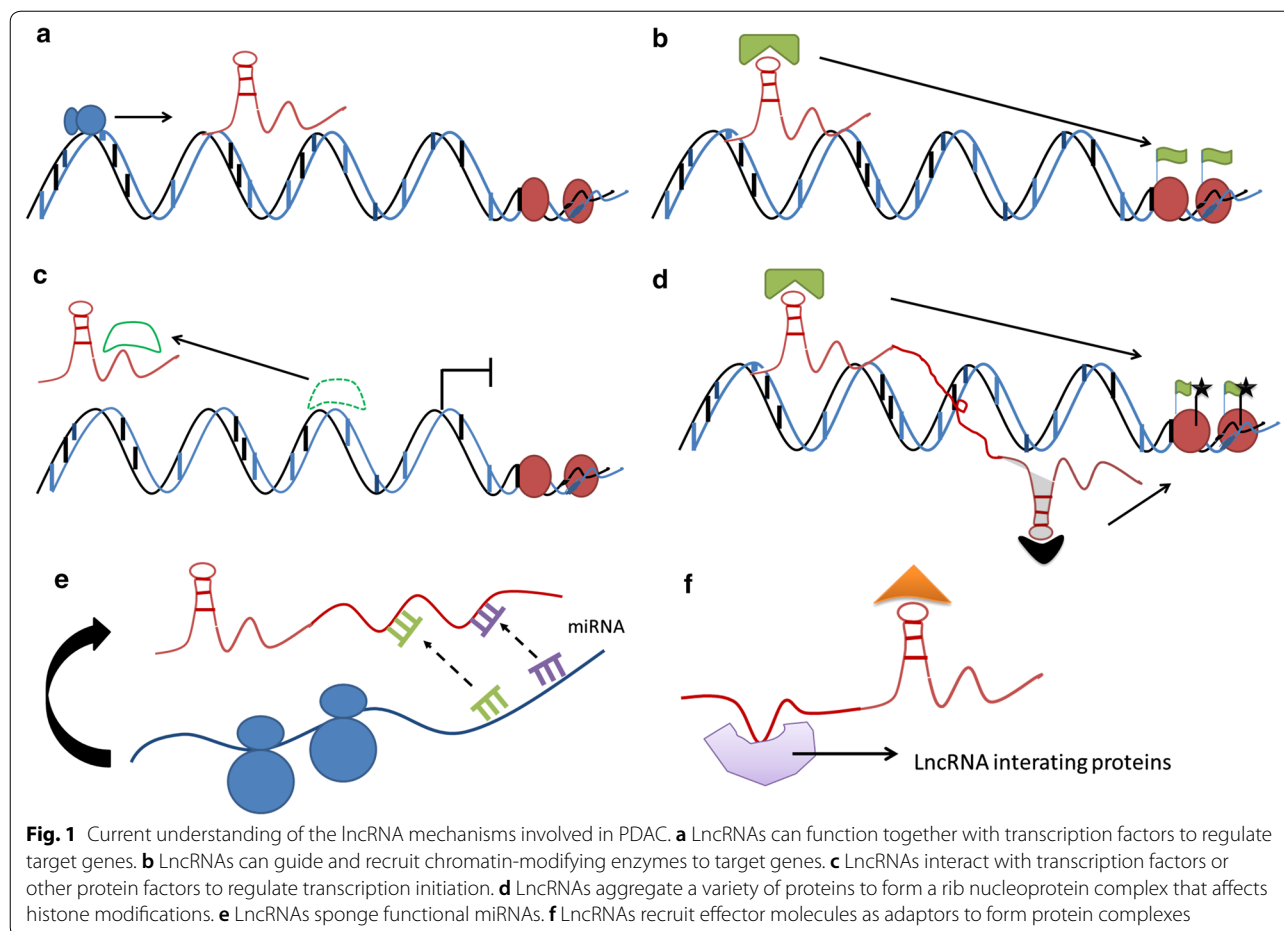 a
b
c
d
e
miRNA
f
LncRNA interating proteins
Fig. 1 Current understanding of the lncRNA mechanisms involved in PDAC. a LncRNAs can function together with transcription factors to regulate
target genes. b LncRNAs can guide and recruit chromatin-modifying enzymes to target genes. c LncRNAs interact with transcription factors or
other protein factors to regulate transcription initiation. d LncRNAs aggregate a variety of proteins to form a rib nucleoprotein complex that affects
histone modifications. e LncRNAs sponge functional miRNAs. f LncRNAs recruit effector molecules as adaptors to form protein complexes